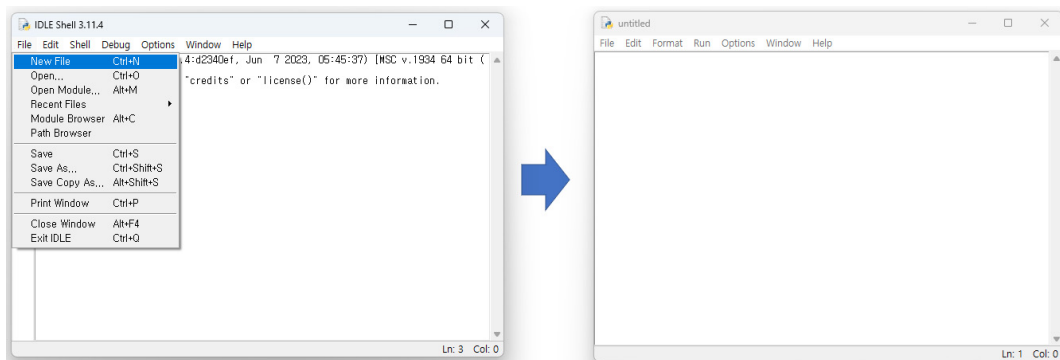 IDLE Shell 3.11.4
File Edit Shell Debug Options Window Help
4:d2340ef, Jun 7 2023, 05:45:37) [MSC v.1934 64 bit (
"credits" or "license()" for more information.
New File Ctrl+N
Open... Ctrl+O
Open Module... Alt+M
Recent Files
Module Browser Alt+C
Path Browser
Save Ctrl+S
Save As... Ctrl+Shift+S
Save Copy As... Alt+Shift+S
Print Window Ctrl+P
Close Window Alt+F4
Exit IDLE Ctrl+Q
Ln: 3 Col: 0
untitled
File Edit Format Run Options Window Help
Ln: 1 Col: 0